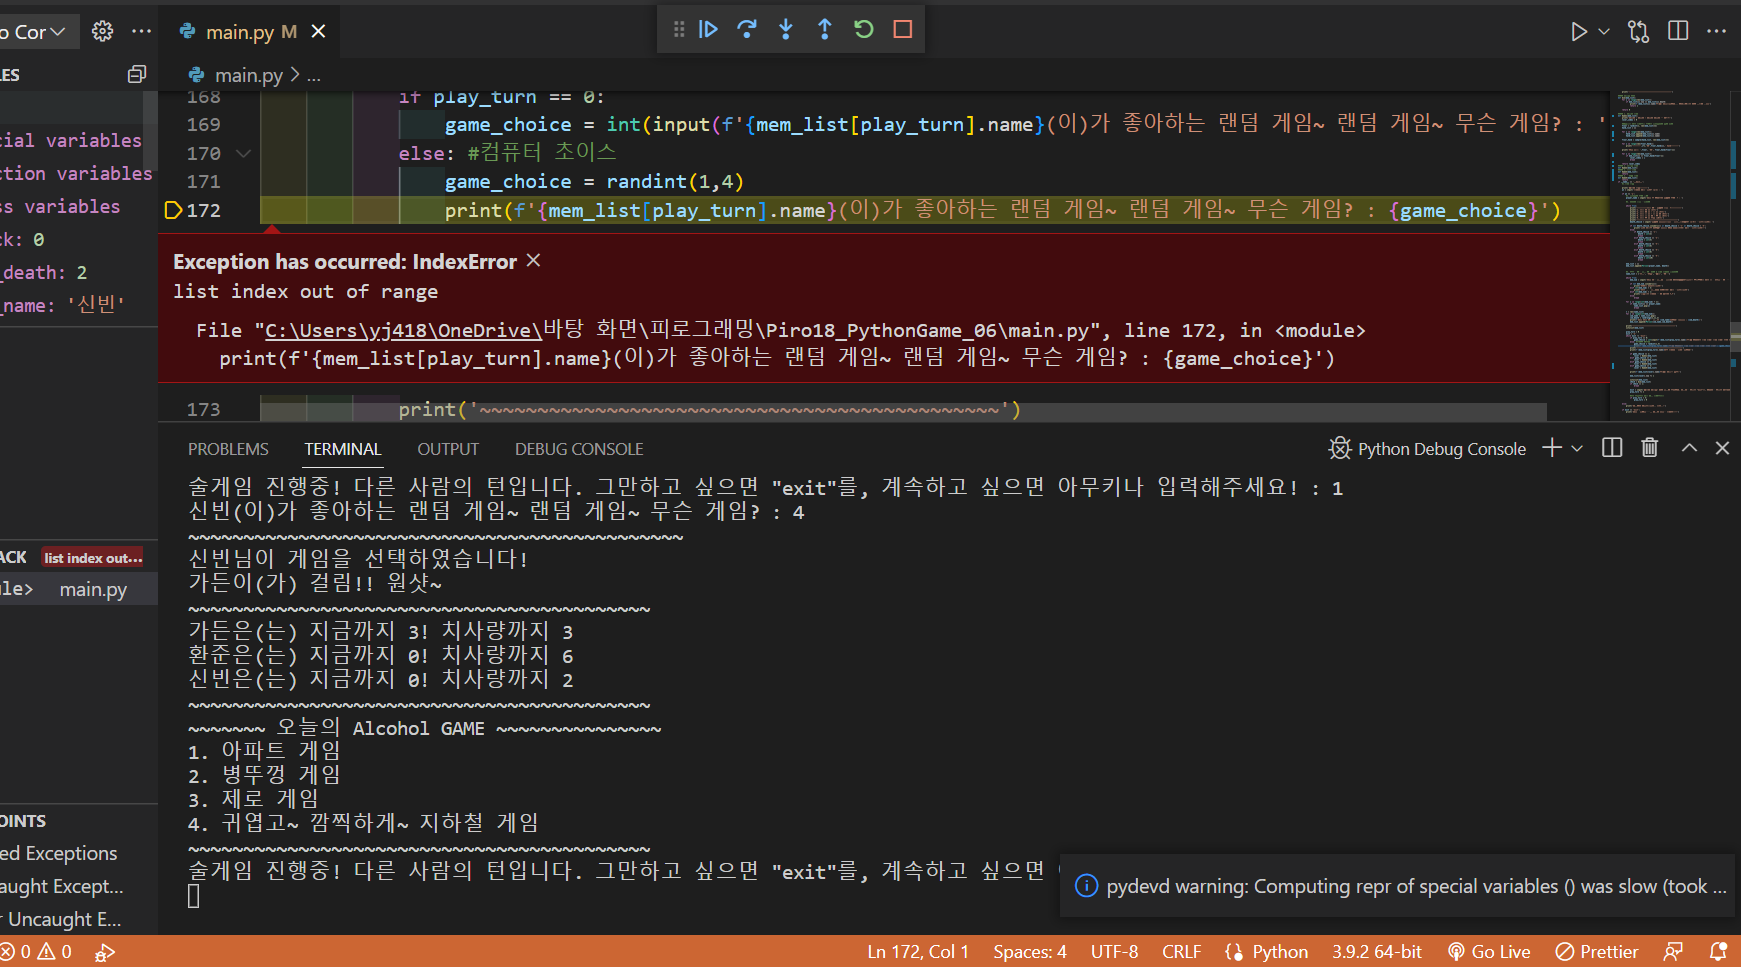 o Cor
main.py M
LES
main.py > ...
168 if play_turn == 0:
169 game_choice = int(input(f'{mem_list[play_turn].name}(이)가 좋아하는 랜덤 게임~ 랜덤 게임~ 무슨 게임? : '
170 else: #컴퓨터 초이스
171 game_choice = randint(1,4)
172 print(f'{mem_list[play_turn].name}(이)가 좋아하는 랜덤 게임~ 랜덤 게임~ 무슨 게임? : {game_choice}')
cial variables
ction variables
ss variables
ck: 0
_death: 2
_name: '신빈'
Exception has occurred: IndexError
list index out of range
File "C:\Users\yj418\OneDrive\바탕 화면\피로그래밍\Piro18_PythonGame_06\main.py", line 172, in <module>
print(f'{mem_list[play_turn].name}(이)가 좋아하는 랜덤 게임~ 랜덤 게임~ 무슨 게임? : {game_choice}')
173 print('~~~~~~~~~~~~~~~~~~~~~~~~~~~~~~~~~~~~~~~~~~~~~')
PROBLEMS TERMINAL OUTPUT DEBUG CONSOLE
Python Debug Console
술게임 진행중! 다른 사람의 턴입니다. 그만하고 싶으면 "exit"를, 계속하고 싶으면 아무키나 입력해주세요! : 1
신빈(이)가 좋아하는 랜덤 게임~ 랜덤 게임~ 무슨 게임? : 4
~~~~~~~~~~~~~~~~~~~~~~~~~~~~~~~~~~~~~~~~~~~~~
신빈님이 게임을 선택하였습니다!
가든이(가) 걸림!! 원샷~
~~~~~~~~~~~~~~~~~~~~~~~~~~~~~~~~~~~~~~~~~~
가든은(는) 지금까지 3! 치사량까지 3
환준은(는) 지금까지 0! 치사량까지 6
신빈은(는) 지금까지 0! 치사량까지 2
~~~~~~~~~~~~~~~~~~~~~~~~~~~~~~~~~~~~~~~~~~
~~~~~~~ 오늘의 Alcohol GAME ~~~~~~~~~~~~~~~
1. 아파트 게임
2. 병뚜껑 게임
3. 제로 게임
4. 귀엽고~ 깜찍하게~ 지하철 게임
~~~~~~~~~~~~~~~~~~~~~~~~~~~~~~~~~~~~~~~~~~
술게임 진행중! 다른 사람의 턴입니다. 그만하고 싶으면 "exit"를, 계속하고 싶으면
ACK list index out...
ule> main.py
OINTS
ed Exceptions
aught Except...
r Uncaught E...
pydevd warning: Computing repr of special variables () was slow (took ...
0 0
Ln 172, Col 1 Spaces: 4 UTF-8 CRLF Python 3.9.2 64-bit Go Live Prettier